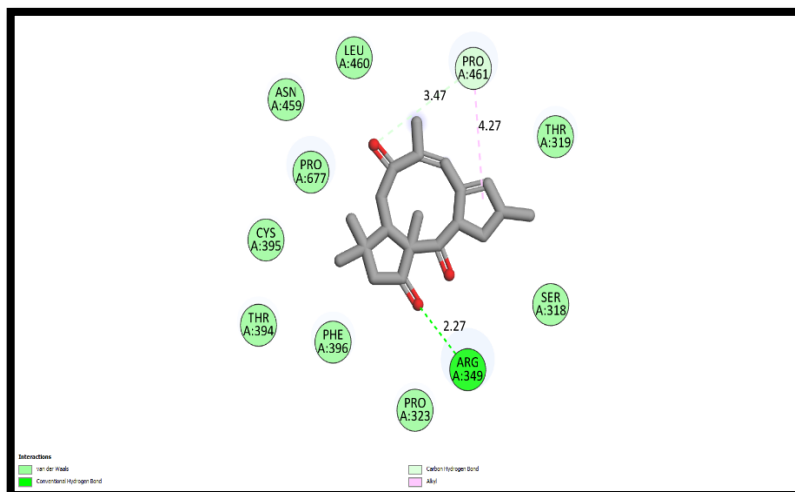 LEU
A:460
PRO
A:461
ASN
A:459
3.47
4.27
THR
A:319
PRO
A:677
CYS
A:395
SER
A:318
THR
A:394
2.27
PHE
A:396
ARG
A:349
PRO
A:323
Interactions
van der Waals
Conventional Hydrogen Bond
Carbon Hydrogen Bond
Alkyl